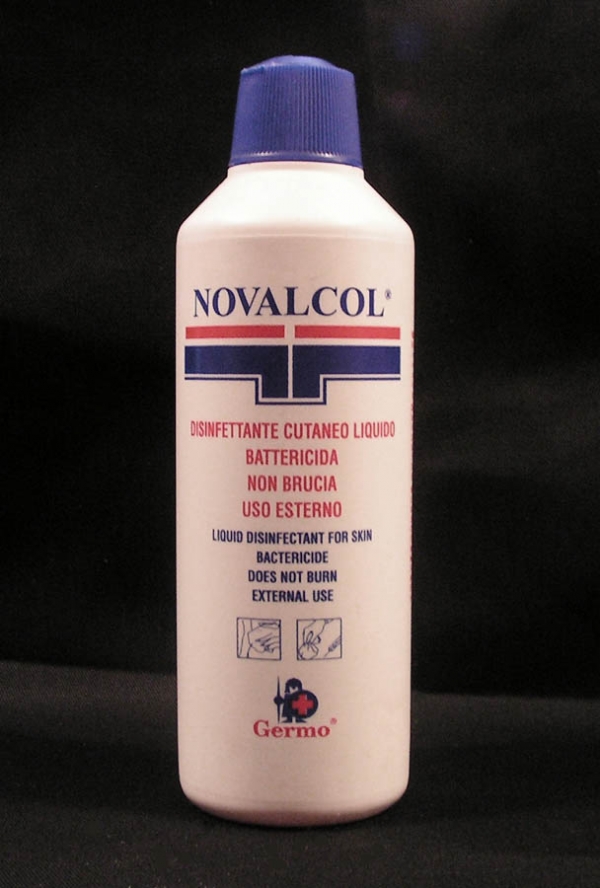 NOVALCOL®
DISINFETTANTE CUTANEO LIQUIDO
BATTERICIDA
NON BRUCIA
USO ESTERNO
LIQUID DISINFECTANT FOR SKIN
BACTERICIDE
DOES NOT BURN
EXTERNAL USE
Germo®